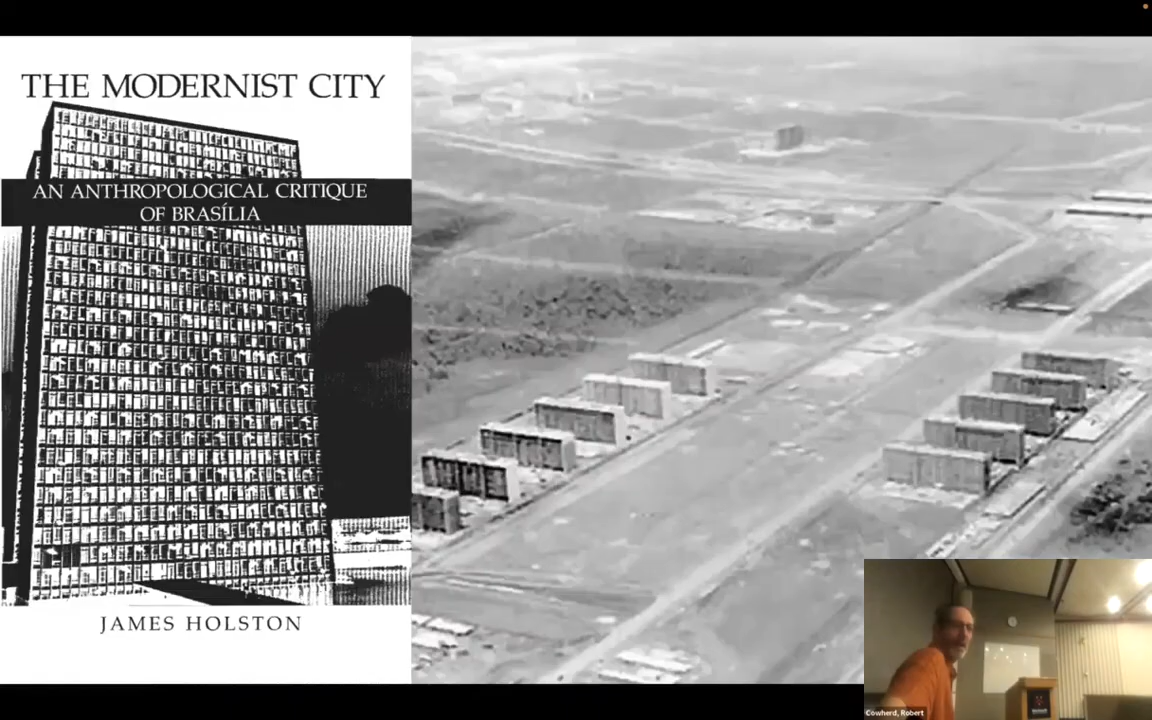 THE MODERNIST CITY
AN ANTHROPOLOGICAL CRITIQUE
OF BRASÍLIA
JAMES HOLSTON
Cowherd, Robert